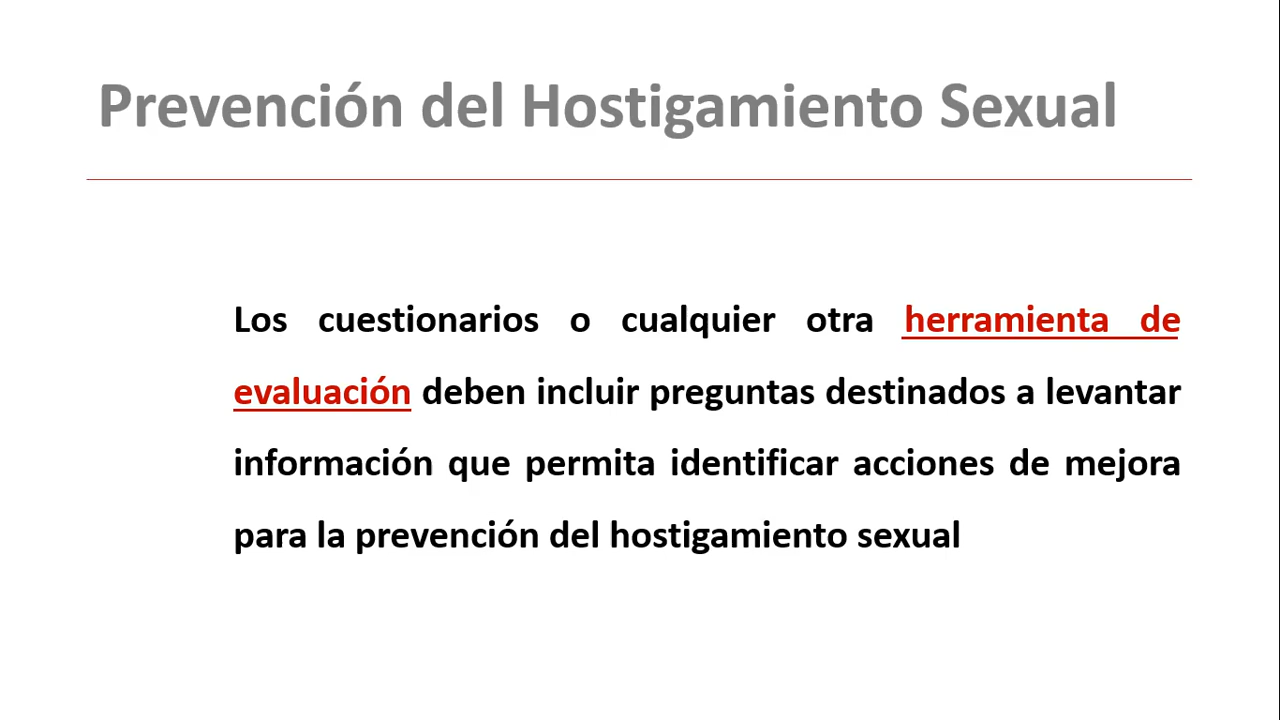 Prevención del Hostigamiento Sexual
Los cuestionarios o cualquier otra herramienta de
evaluación deben incluir preguntas destinados a levantar
información que permita identificar acciones de mejora
para la prevención del hostigamiento sexual